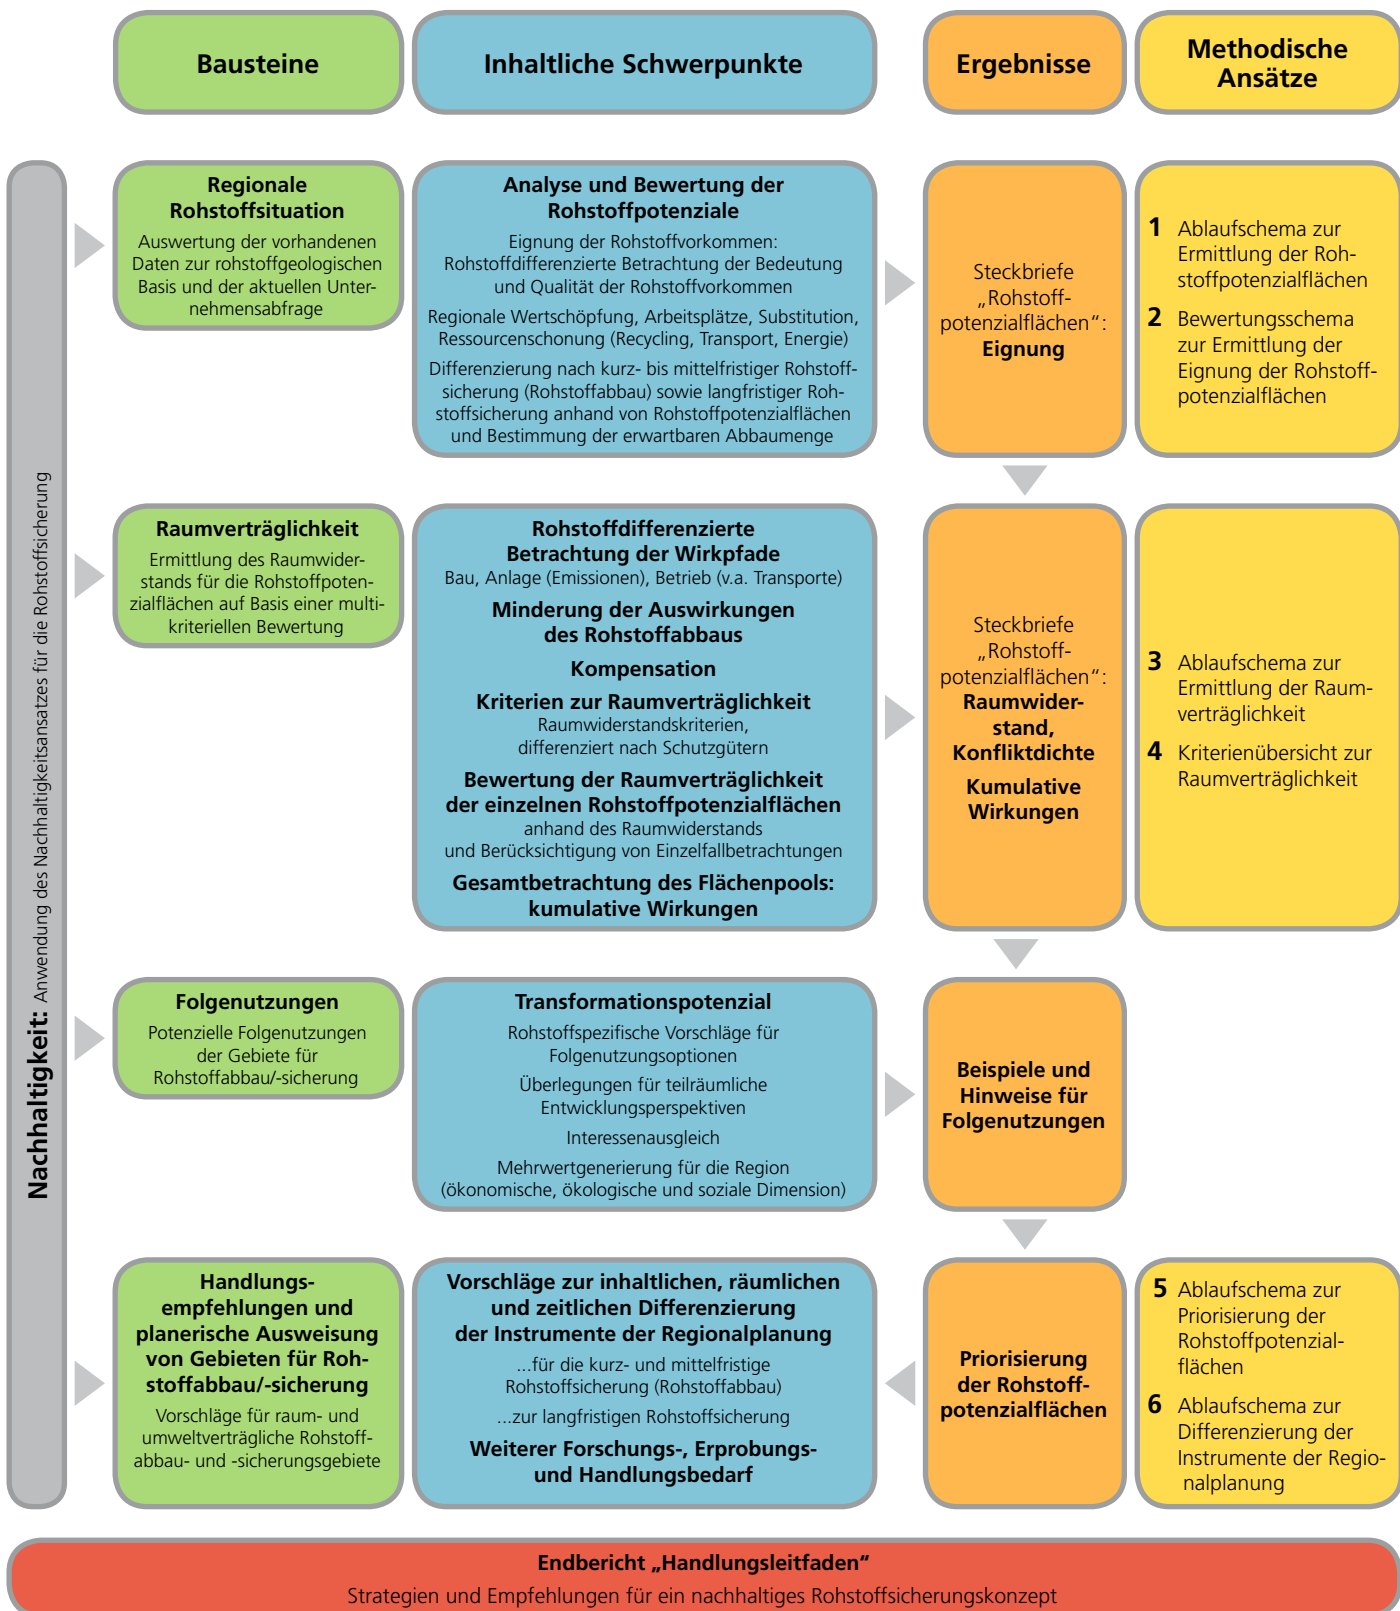 Bausteine
Inhaltliche Schwerpunkte
Ergebnisse
Methodische
Ansätze
Nachhaltigkeit: Anwendung des Nachhaltigkeitsansatzes für die Rohstoffsicherung
Regionale
Rohstoffsituation
Auswertung der vorhandenen
Daten zur rohstoffgeologischen
Basis und der aktuellen Unter-
nehmensabfrage
Analyse und Bewertung der
Rohstoffpotenziale
Eignung der Rohstoffvorkommen:
Rohstoffdifferenzierte Betrachtung der Bedeutung
und Qualität der Rohstoffvorkommen
Regionale Wertschöpfung, Arbeitsplätze, Substitution,
Ressourcenschonung (Recycling, Transport, Energie)
Differenzierung nach kurz- bis mittelfristiger Rohstoff-
sicherung (Rohstoffabbau) sowie langfristiger Roh-
stoffsicherung anhand von Rohstoffpotenzialflächen
und Bestimmung der erwartbaren Abbaumenge
Steckbriefe
„Rohstoff-
potenzialflächen“:
Eignung
1 Ablaufschema zur
Ermittlung der Roh-
stoffpotenzialflächen
2 Bewertungsschema
zur Ermittlung der
Eignung der Rohstoff-
potenzialflächen
Raumverträglichkeit
Ermittlung des Raumwider-
stands für die Rohstoffpoten-
zialflächen auf Basis einer multi-
kriteriellen Bewertung
Rohstoffdifferenzierte
Betrachtung der Wirkpfade
Bau, Anlage (Emissionen), Betrieb (v.a. Transporte)
Minderung der Auswirkungen
des Rohstoffabbaus
Kompensation
Kriterien zur Raumverträglichkeit
Raumwiderstandskriterien,
differenziert nach Schutzgütern
Bewertung der Raumverträglichkeit
der einzelnen Rohstoffpotenzialflächen
anhand des Raumwiderstands
und Berücksichtigung von Einzelfallbetrachtungen
Gesamtbetrachtung des Flächenpools:
kumulative Wirkungen
Steckbriefe
„Rohstoff-
potenzialflächen“:
Raumwider-
stand,
Konfliktdichte
Kumulative
Wirkungen
3 Ablaufschema zur
Ermittlung der Raum-
verträglichkeit
4 Kriterienübersicht zur
Raumverträglichkeit
Folgenutzungen
Potenzielle Folgenutzungen
der Gebiete für
Rohstoffabbau/-sicherung
Transformationspotenzial
Rohstoffspezifische Vorschläge für
Folgenutzungsoptionen
Überlegungen für teilräumliche
Entwicklungsperspektiven
Interessenausgleich
Mehrwertgenerierung für die Region
(ökonomische, ökologische und soziale Dimension)
Beispiele und
Hinweise für
Folgenutzungen
Handlungs-
empfehlungen und
planerische Ausweisung
von Gebieten für Roh-
stoffabbau/-sicherung
Vorschläge für raum- und
umweltverträgliche Rohstoff-
abbau- und -sicherungsgebiete
Vorschläge zur inhaltlichen, räumlichen
und zeitlichen Differenzierung
der Instrumente der Regionalplanung
...für die kurz- und mittelfristige
Rohstoffsicherung (Rohstoffabbau)
...zur langfristigen Rohstoffsicherung
Weiterer Forschungs-, Erprobungs-
und Handlungsbedarf
Priorisierung
der Rohstoff-
potenzialflächen
5 Ablaufschema zur
Priorisierung der
Rohstoffpotenzial-
flächen
6 Ablaufschema zur
Differenzierung der
Instrumente der Regio-
nalplanung
Endbericht „Handlungsleitfaden“
Strategien und Empfehlungen für ein nachhaltiges Rohstoffsicherungskonzept